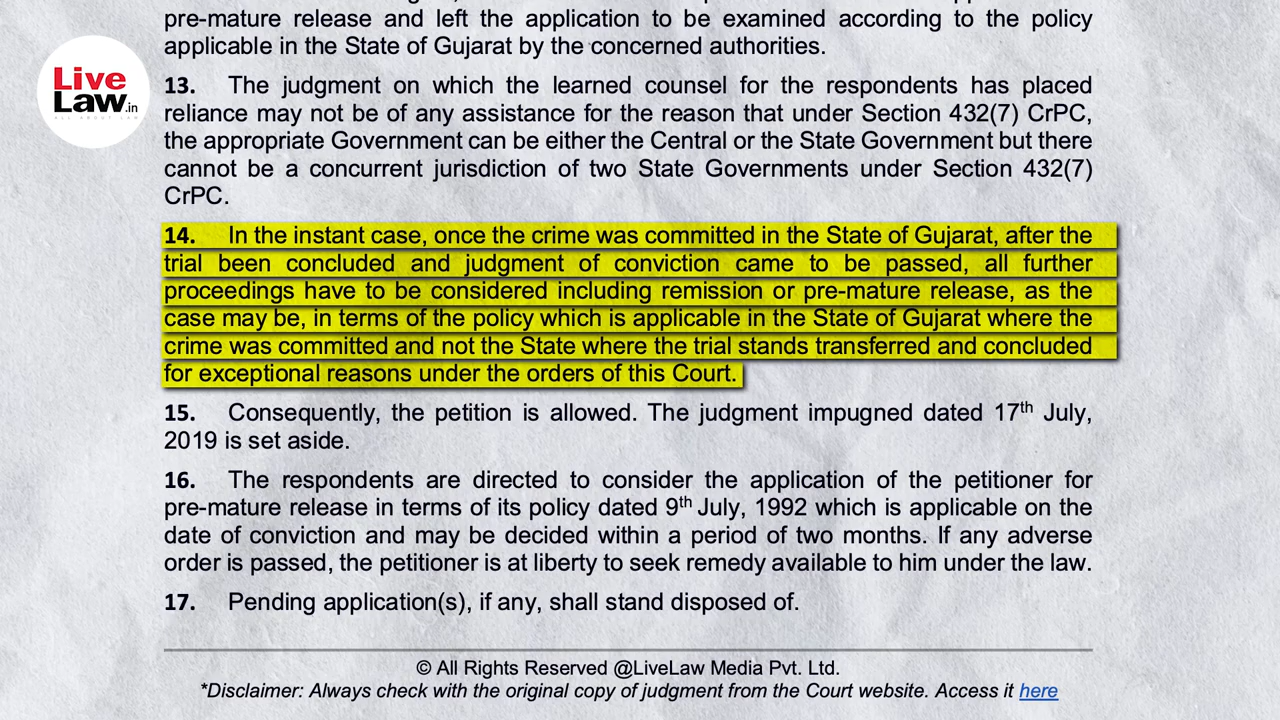 pre-mature release and left the application to be examined according to the policy
applicable in the State of Gujarat by the concerned authorities.
Live
Law.in
ALL ABOUT LAW
13. The judgment on which the learned counsel for the respondents has placed
reliance may not be of any assistance for the reason that under Section 432(7) CrPC,
the appropriate Government can be either the Central or the State Government but there
cannot be a concurrent jurisdiction of two State Governments under Section 432(7)
CrPC.
14. In the instant case, once the crime was committed in the State of Gujarat, after the
trial been concluded and judgment of conviction came to be passed, all further
proceedings have to be considered including remission or pre-mature release, as the
case may be, in terms of the policy which is applicable in the State of Gujarat where the
crime was committed and not the State where the trial stands transferred and concluded
for exceptional reasons under the orders of this Court.
15. Consequently, the petition is allowed. The judgment impugned dated 17th July,
2019 is set aside.
16. The respondents are directed to consider the application of the petitioner for
pre-mature release in terms of its policy dated 9th July, 1992 which is applicable on the
date of conviction and may be decided within a period of two months. If any adverse
order is passed, the petitioner is at liberty to seek remedy available to him under the law.
17. Pending application(s), if any, shall stand disposed of.
© All Rights Reserved @LiveLaw Media Pvt. Ltd.
*Disclaimer: Always check with the original copy of judgment from the Court website. Access it here